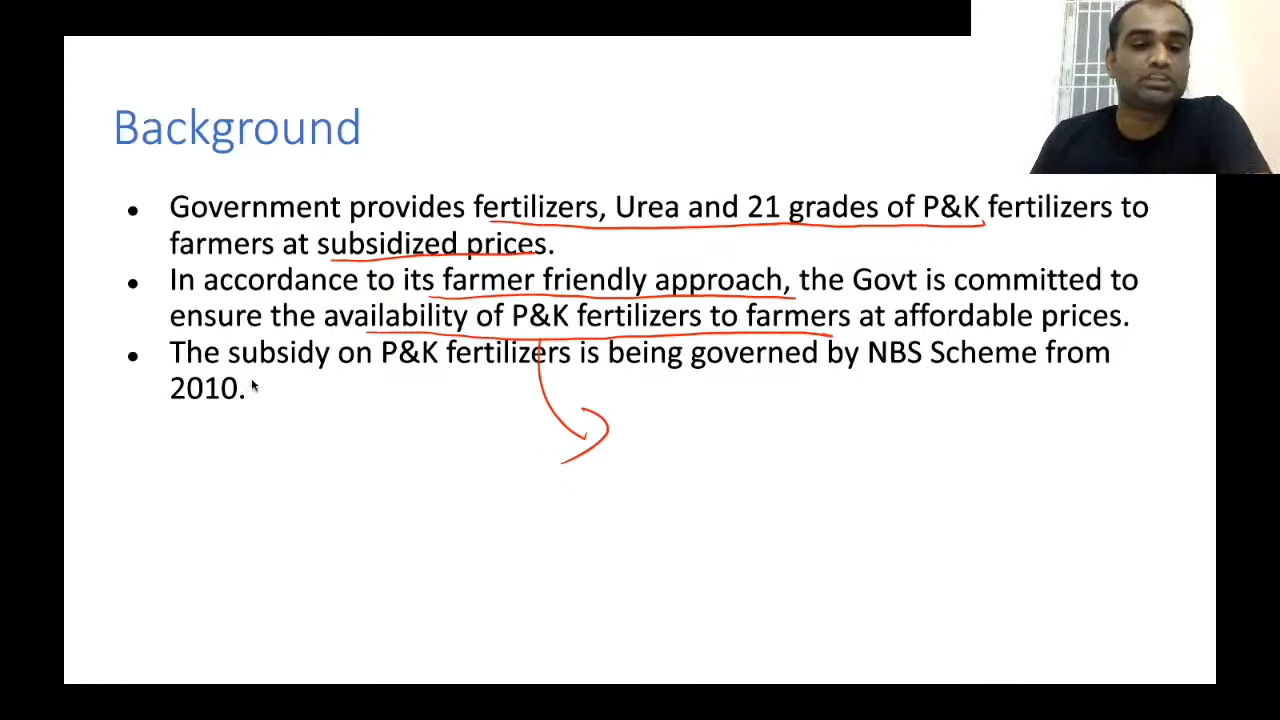 Background
● Government provides fertilizers, Urea and 21 grades of P&K fertilizers to
farmers at subsidized prices.
● In accordance to its farmer friendly approach, the Govt is committed to
ensure the availability of P&K fertilizers to farmers at affordable prices.
● The subsidy on P&K fertilizers is being governed by NBS Scheme from
2010.